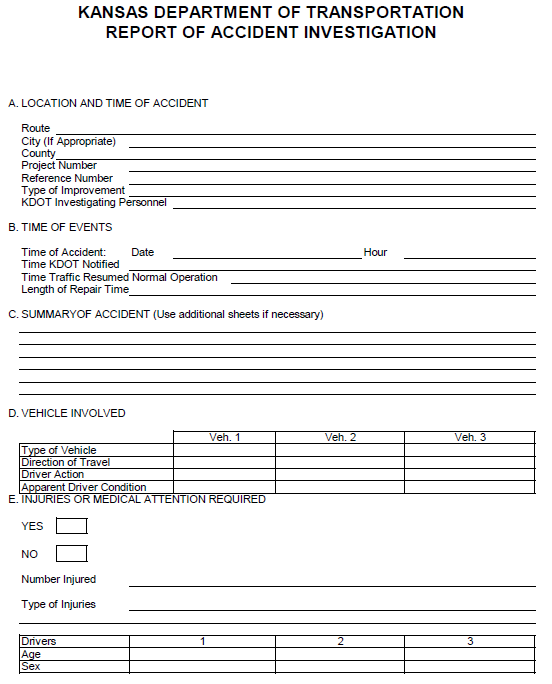 KANSAS DEPARTMENT OF TRANSPORTATION
REPORT OF ACCIDENT INVESTIGATION
A. LOCATION AND TIME OF ACCIDENT
Route
City (If Appropriate)
County
Project Number
Reference Number
Type of Improvement
KDOT Investigating Personnel
B. TIME OF EVENTS
Time of Accident: Date Hour
Time KDOT Notified
Time Traffic Resumed Normal Operation
Length of Repair Time
C. SUMMARYOF ACCIDENT (Use additional sheets if necessary)
D. VEHICLE INVOLVED
Veh. 1 Veh. 2 Veh. 3
Type of Vehicle
Direction of Travel
Driver Action
Apparent Driver Condition
E. INJURIES OR MEDICAL ATTENTION REQUIRED
YES
NO
Number Injured
Type of Injuries
Drivers 1 2 3
Age
Sex